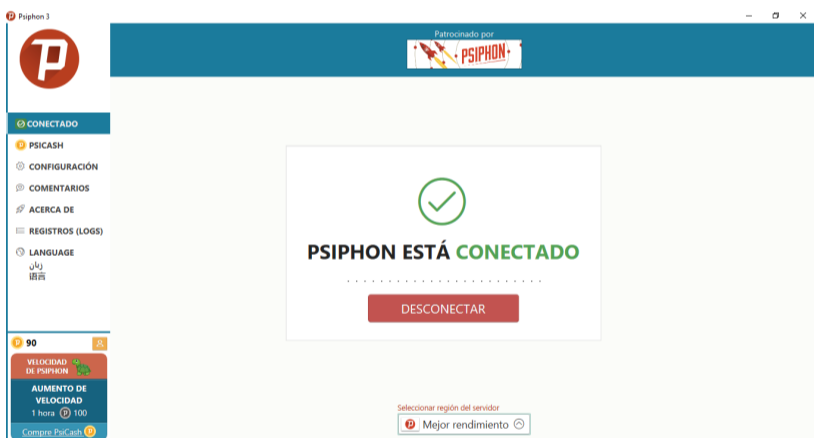 Psiphon 3
Patrocinado por
PSIPHON
CONECTADO
PSICASH
CONFIGURACIÓN
COMENTARIOS
ACERCA DE
REGISTROS (LOGS)
LANGUAGE
زبان
语言
PSIPHON ESTÁ CONECTADO
DESCONECTAR
90
VELOCIDAD
DE PSIPHON
AUMENTO DE
VELOCIDAD
1 hora 100
Compre PsiCash
Seleccionar región del servidor
Mejor rendimiento